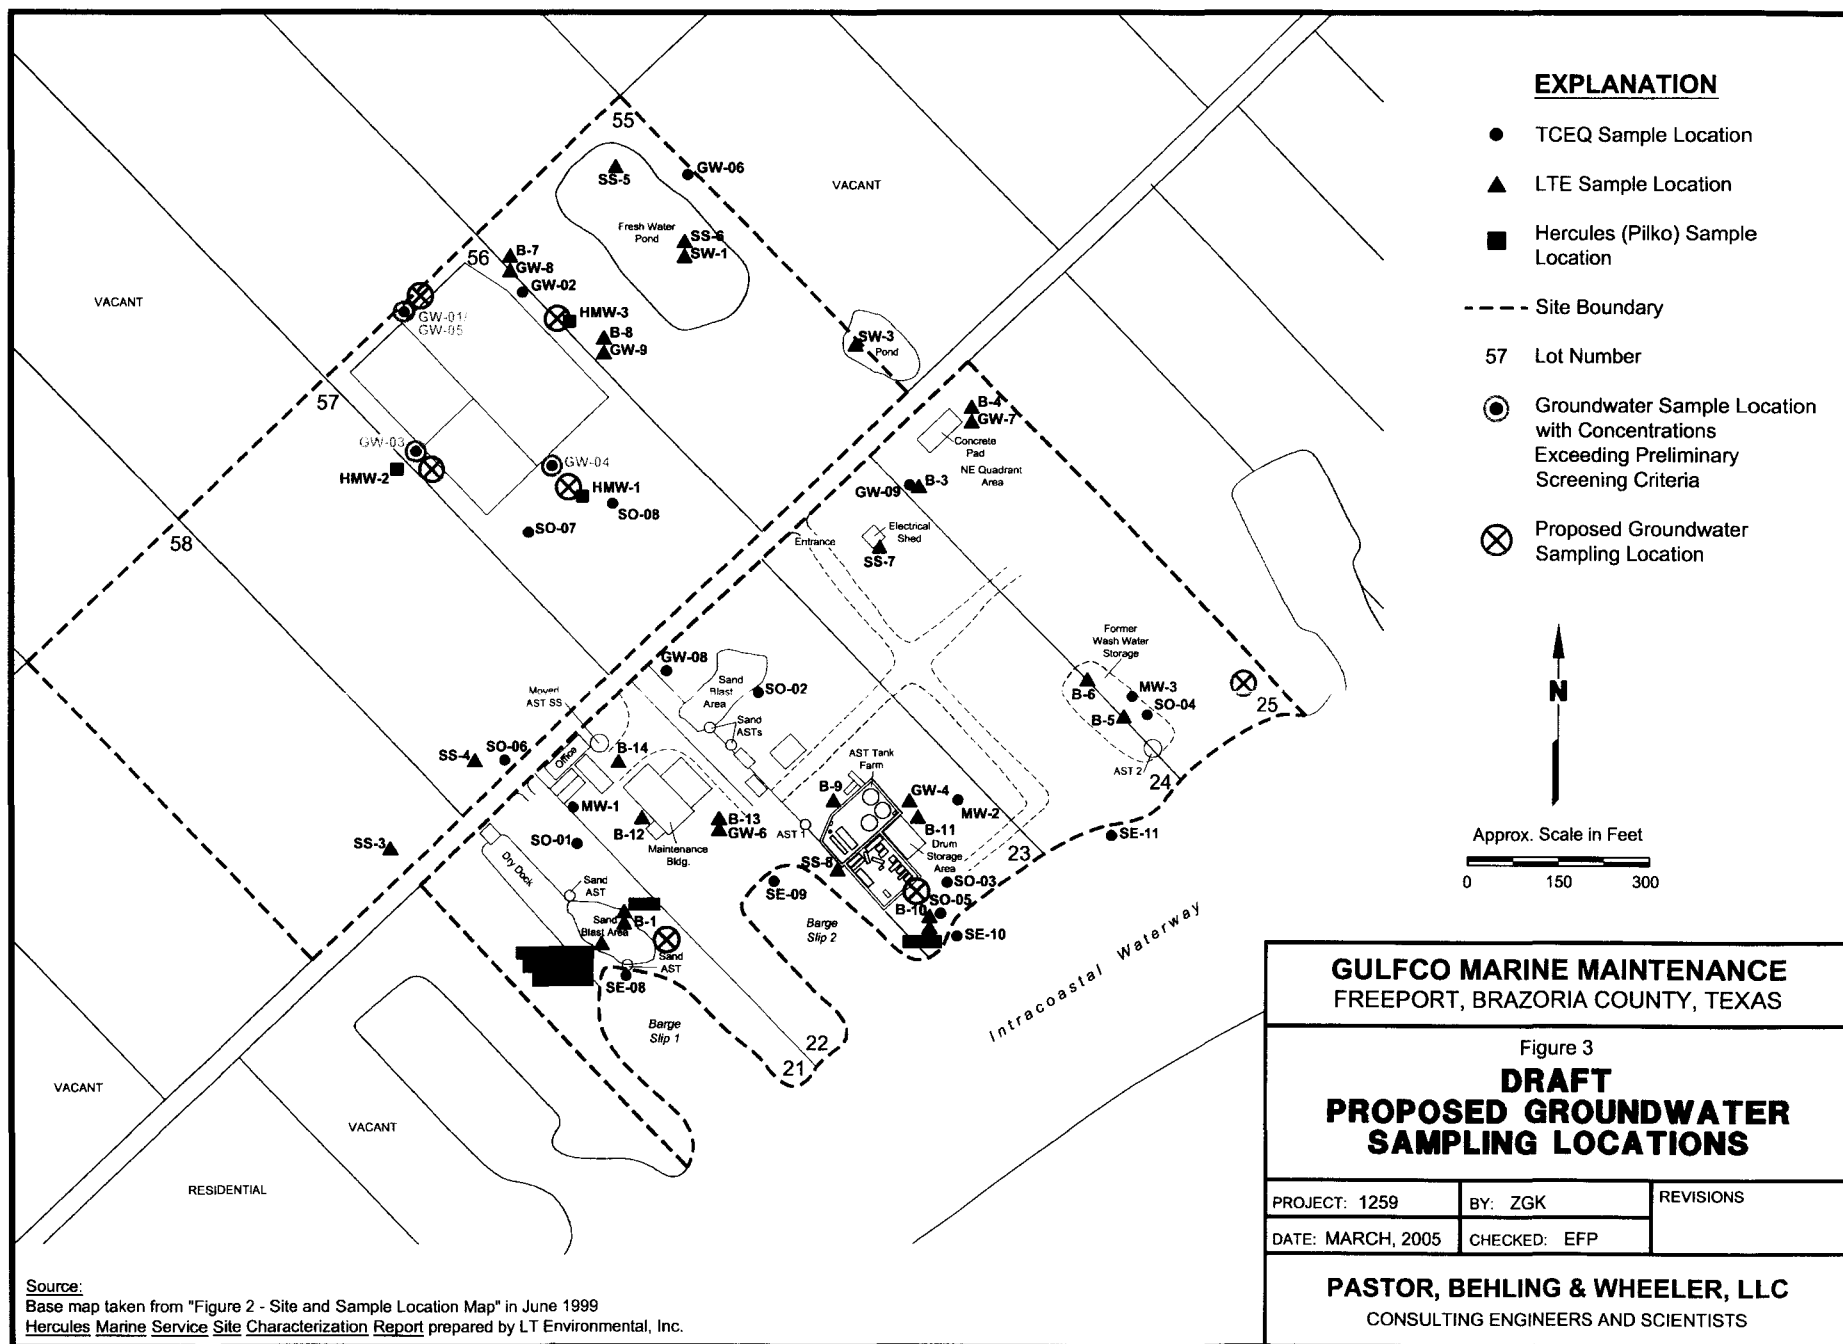 55
GW-06
SS-5
VACANT
Fresh Water
Pond
SS-6
SW-1
B-7
GW-8
56
GW-02
VACANT
GW-01/
GW-05
HMW-3
B-8
GW-9
SW-3
Pond
57
B-4
GW-7
Concrete
Pad
GW-03
GW-04
NE Quadrant
Area
HMW-2
HMW-1
GW-09
B-3
SO-08
SO-07
Electrical
Shed
Entrance
58
SS-7
Former
Wash Water
Storage
GW-08
Sand
Blast
Area
SO-02
Moved
AST SS
B-6
MW-3
SO-04
B-5
25
Sand
ASTs
SS-4
SO-06
Office
B-14
AST Tank
Farm
AST 2
24
B-9
GW-4
MW-2
MW-1
B-12
B-13
GW-6
AST 1
B-11
SE-11
SO-01
Maintenance
Bldg.
Drum
Storage
Area
23
SS-3
Dry Dock
SS-8
Sand
AST
SE-09
SO-03
SO-05
B-10
Sand
Blast Area
B-1
Barge
Slip 2
SE-10
Sand
AST
SE-08
Intracoastal Waterway
Barge
Slip 1
22
21
VACANT
VACANT
RESIDENTIAL
Source:
Base map taken from "Figure 2 - Site and Sample Location Map" in June 1999
Hercules Marine Service Site Characterization Report prepared by LT Environmental, Inc.
EXPLANATION
TCEQ Sample Location
LTE Sample Location
Hercules (Pilko) Sample
Location
Site Boundary
57 Lot Number
Groundwater Sample Location
with Concentrations
Exceeding Preliminary
Screening Criteria
Proposed Groundwater
Sampling Location
N
Approx. Scale in Feet
0 150 300
GULFCO MARINE MAINTENANCE
FREEPORT, BRAZORIA COUNTY, TEXAS
Figure 3
DRAFT
PROPOSED GROUNDWATER
SAMPLING LOCATIONS
PROJECT: 1259
BY: ZGK
REVISIONS
DATE: MARCH, 2005
CHECKED: EFP
PASTOR, BEHLING & WHEELER, LLC
CONSULTING ENGINEERS AND SCIENTISTS